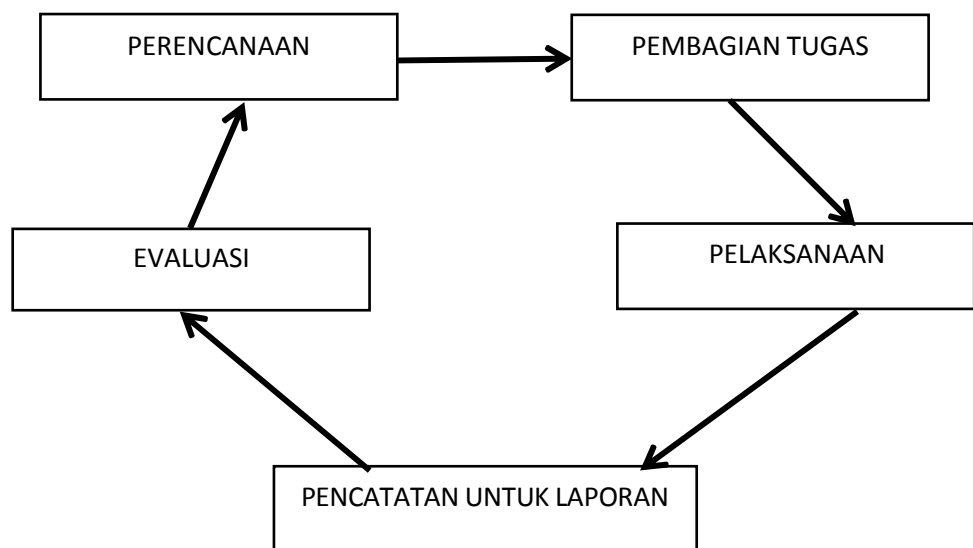 PERENCANAAN
PEMBAGIAN TUGAS
PELAKSANAAN
PENCATATAN UNTUK LAPORAN
EVALUASI